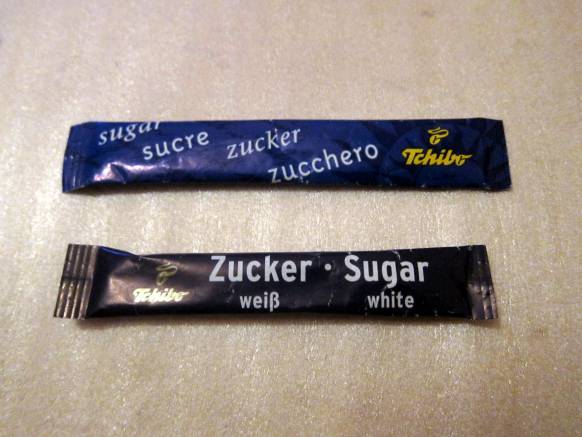 sugar
sucre
zucker
zucchero
Tchibo
Tchibo
Zucker · Sugar
weiß white